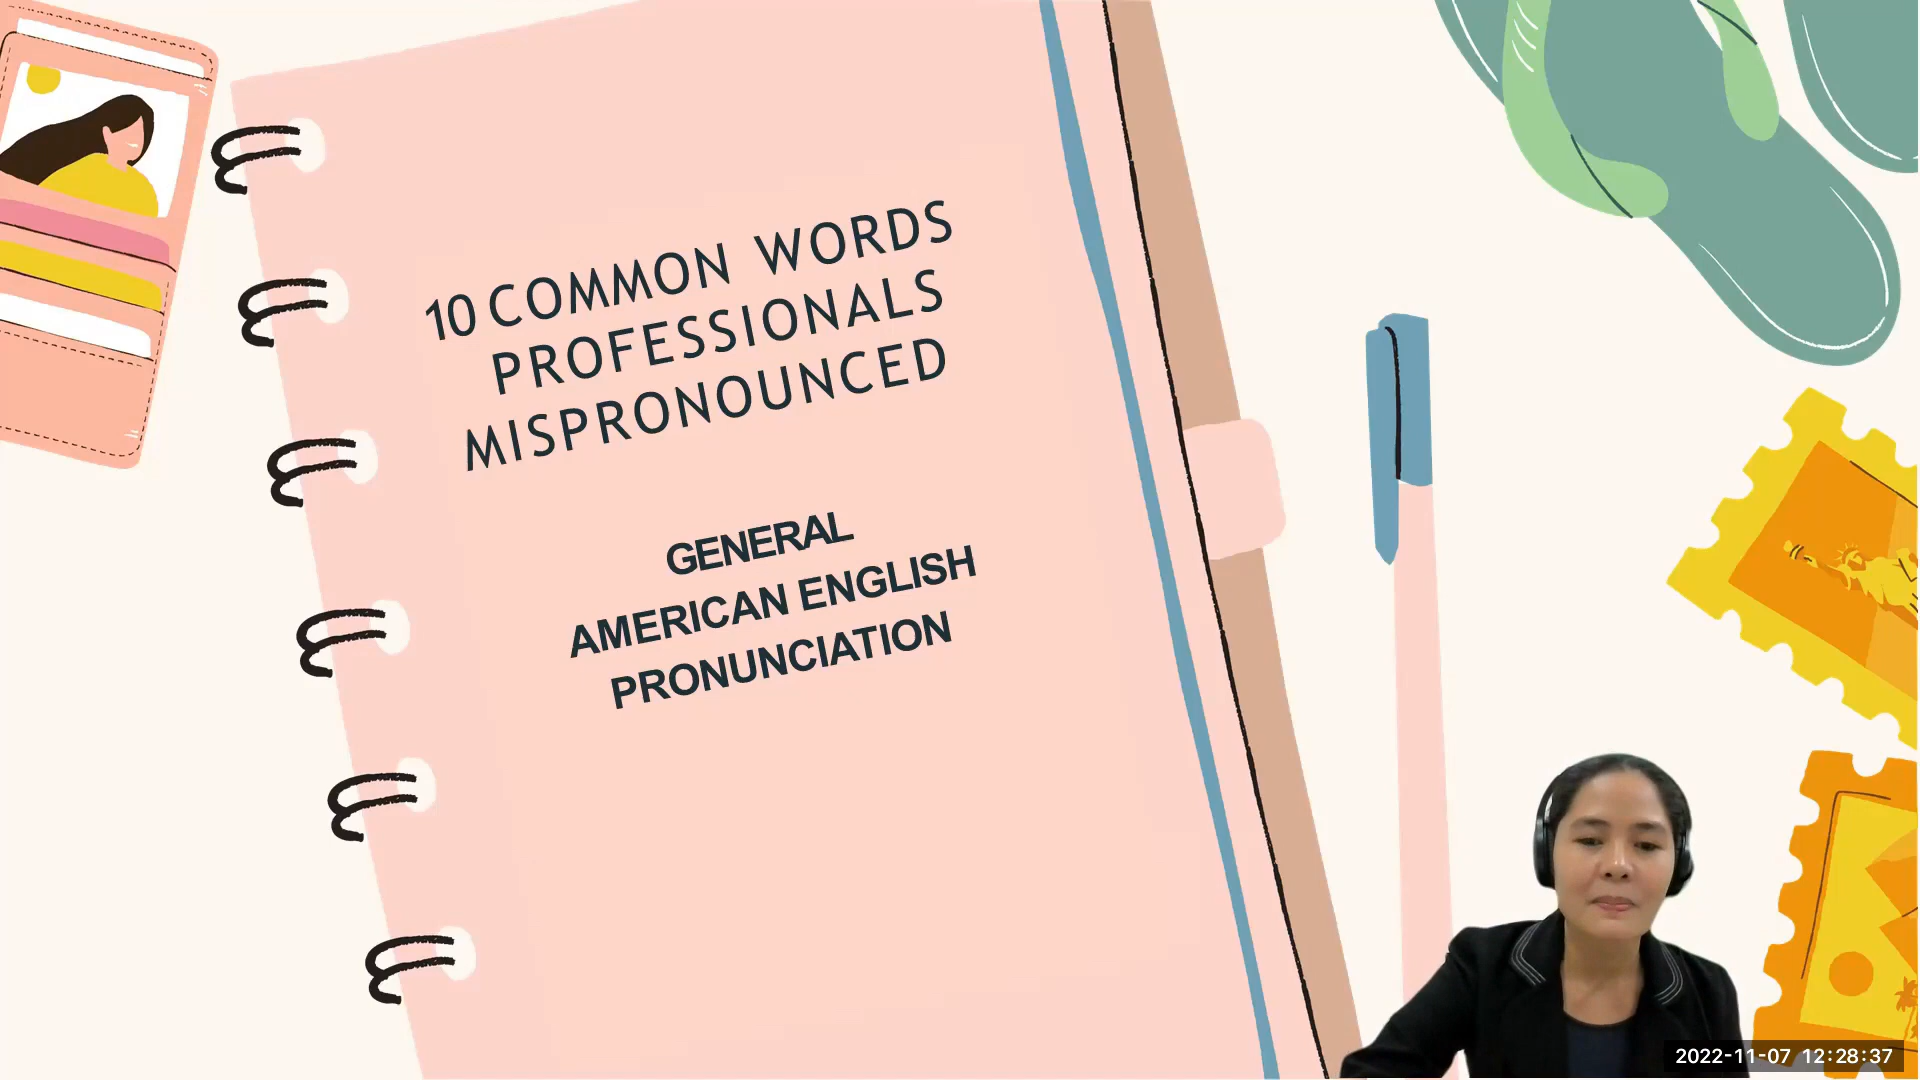 10 COMMON WORDS
PROFESSIONALS
MISPRONOUNCED
GENERAL
AMERICAN ENGLISH
PRONUNCIATION
2022-11-07 12:28:37